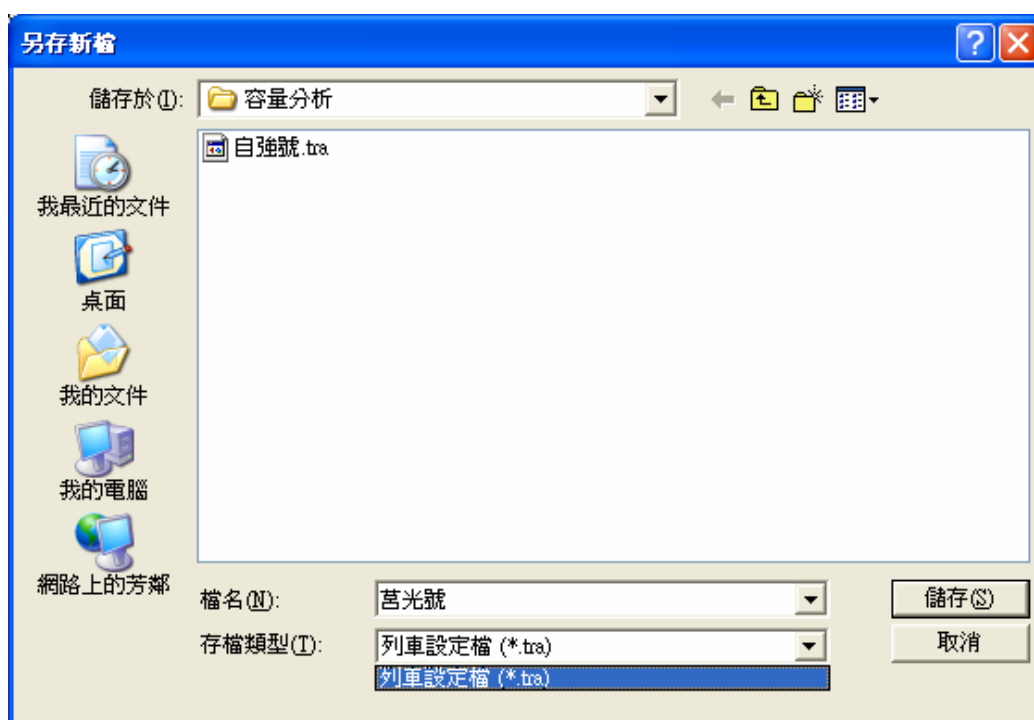 另存新檔
儲存於(I):
容量分析
自強號.tra
我最近的文件
桌面
我的文件
我的電腦
網路上的芳鄰
檔名(N):
莒光號
儲存(S)
存檔類型(T):
列車設定檔 (*.tra)
取消
列車設定檔 (*.tra)